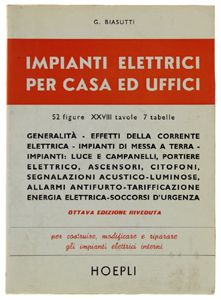 G. BIASUTTI
IMPIANTI ELETTRICI
PER CASA ED UFFICI
52 figure XXVIII tavole 7 tabelle
GENERALITÀ - EFFETTI DELLA CORRENTE
ELETTRICA - IMPIANTI DI MESSA A TERRA -
IMPIANTI: LUCE E CAMPANELLI, PORTIERE
ELETTRICO, ASCENSORI, CITOFONI,
SEGNALAZIONI ACUSTICO-LUMINOSE,
ALLARMI ANTIFURTO-TARIFFICAZIONE
ENERGIA ELETTRICA-SOCCORSI D'URGENZA
OTTAVA EDIZIONE RIVEDUTA
per costruire, modificare e riparare
gli impianti elettrici interni
HOEPLI